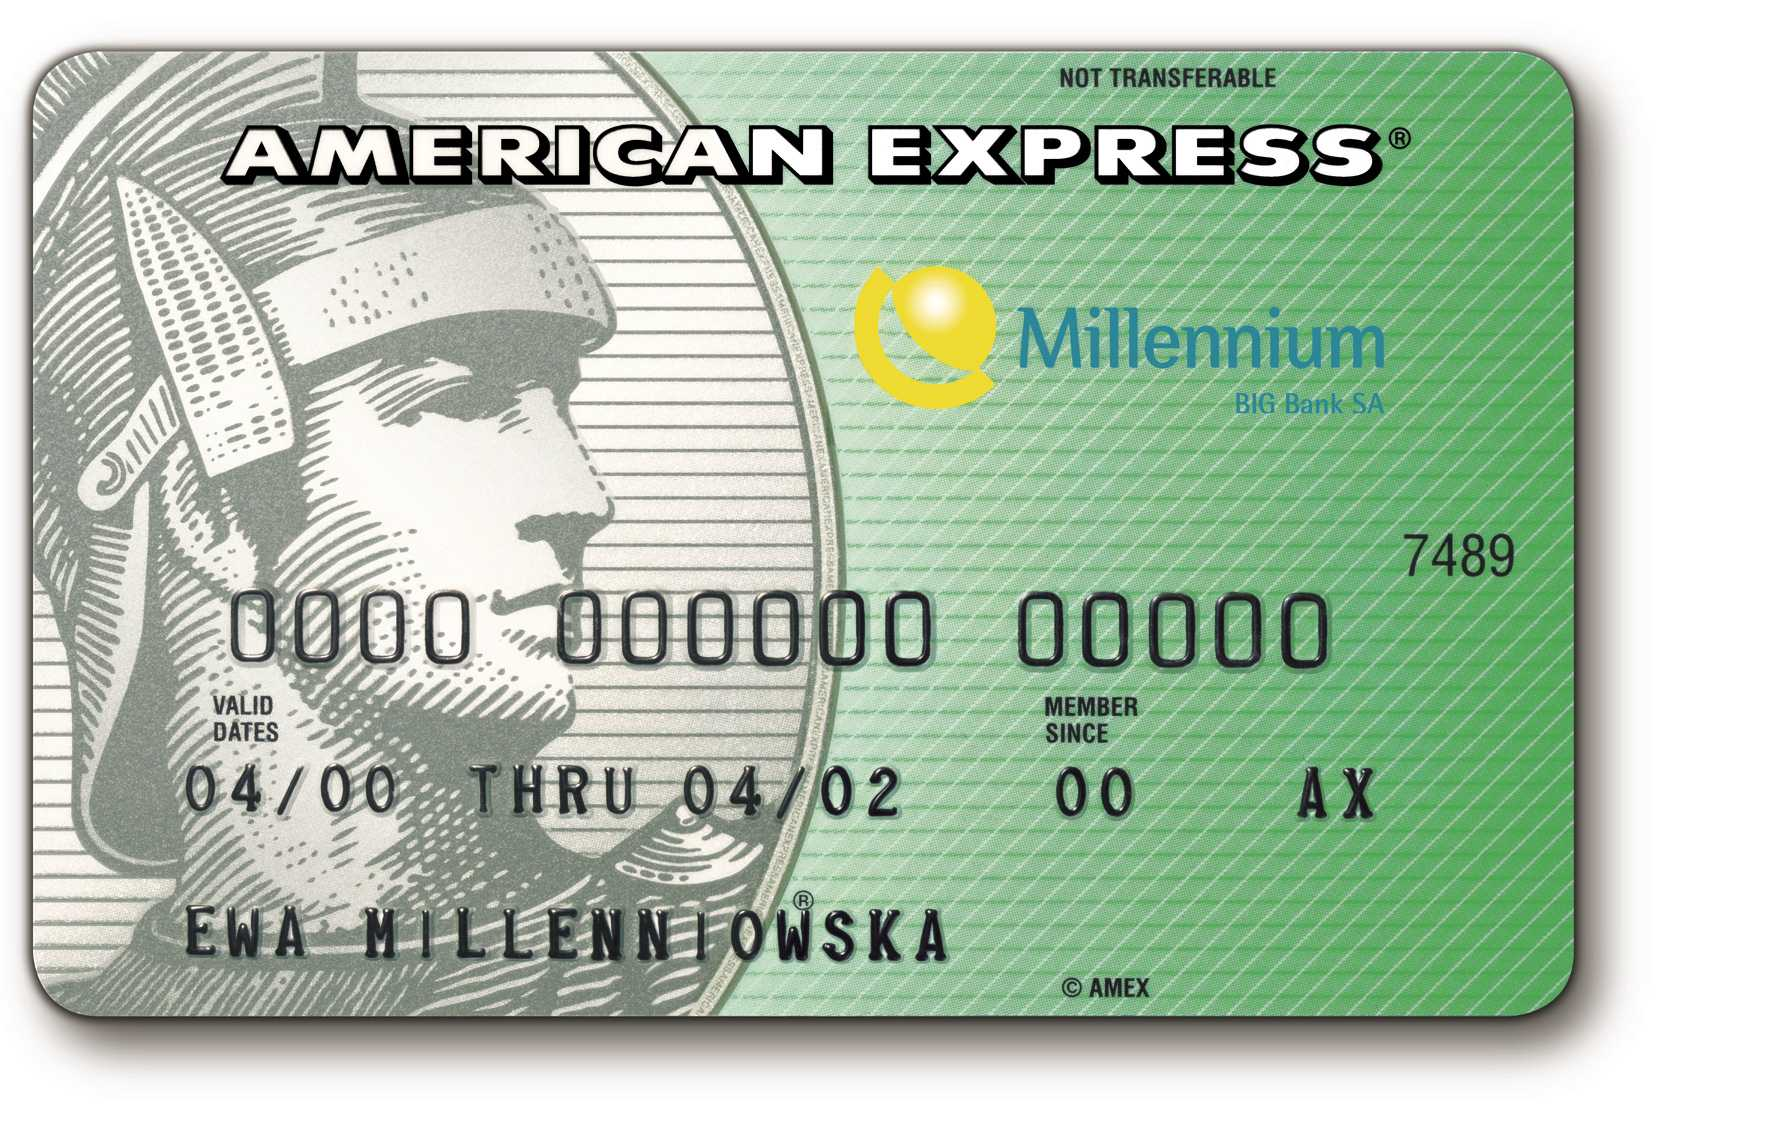 NOT TRANSFERABLE
AMERICAN EXPRESS®
Millennium
BIG Bank SA
7489
0000 000000 00000
VALID
DATES
MEMBER
SINCE
04/00 THRU 04/02 00 AX
®
EWA MILLENNIOWSKA
© AMEX